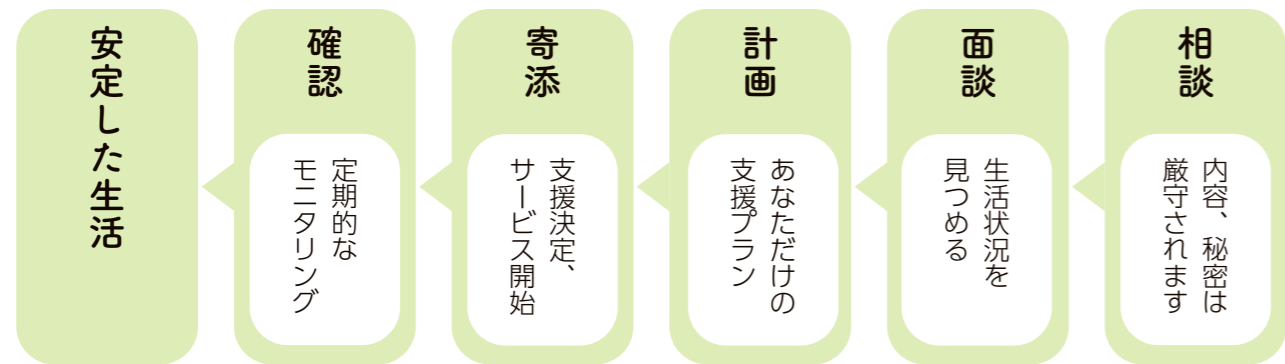 相談
内容、秘密は
厳守されます
面談
生活状況を
見つめる
計画
あなただけの
支援プラン
寄添
支援決定、
サービス開始
確認
定期的な
モニタリング
安定した生活